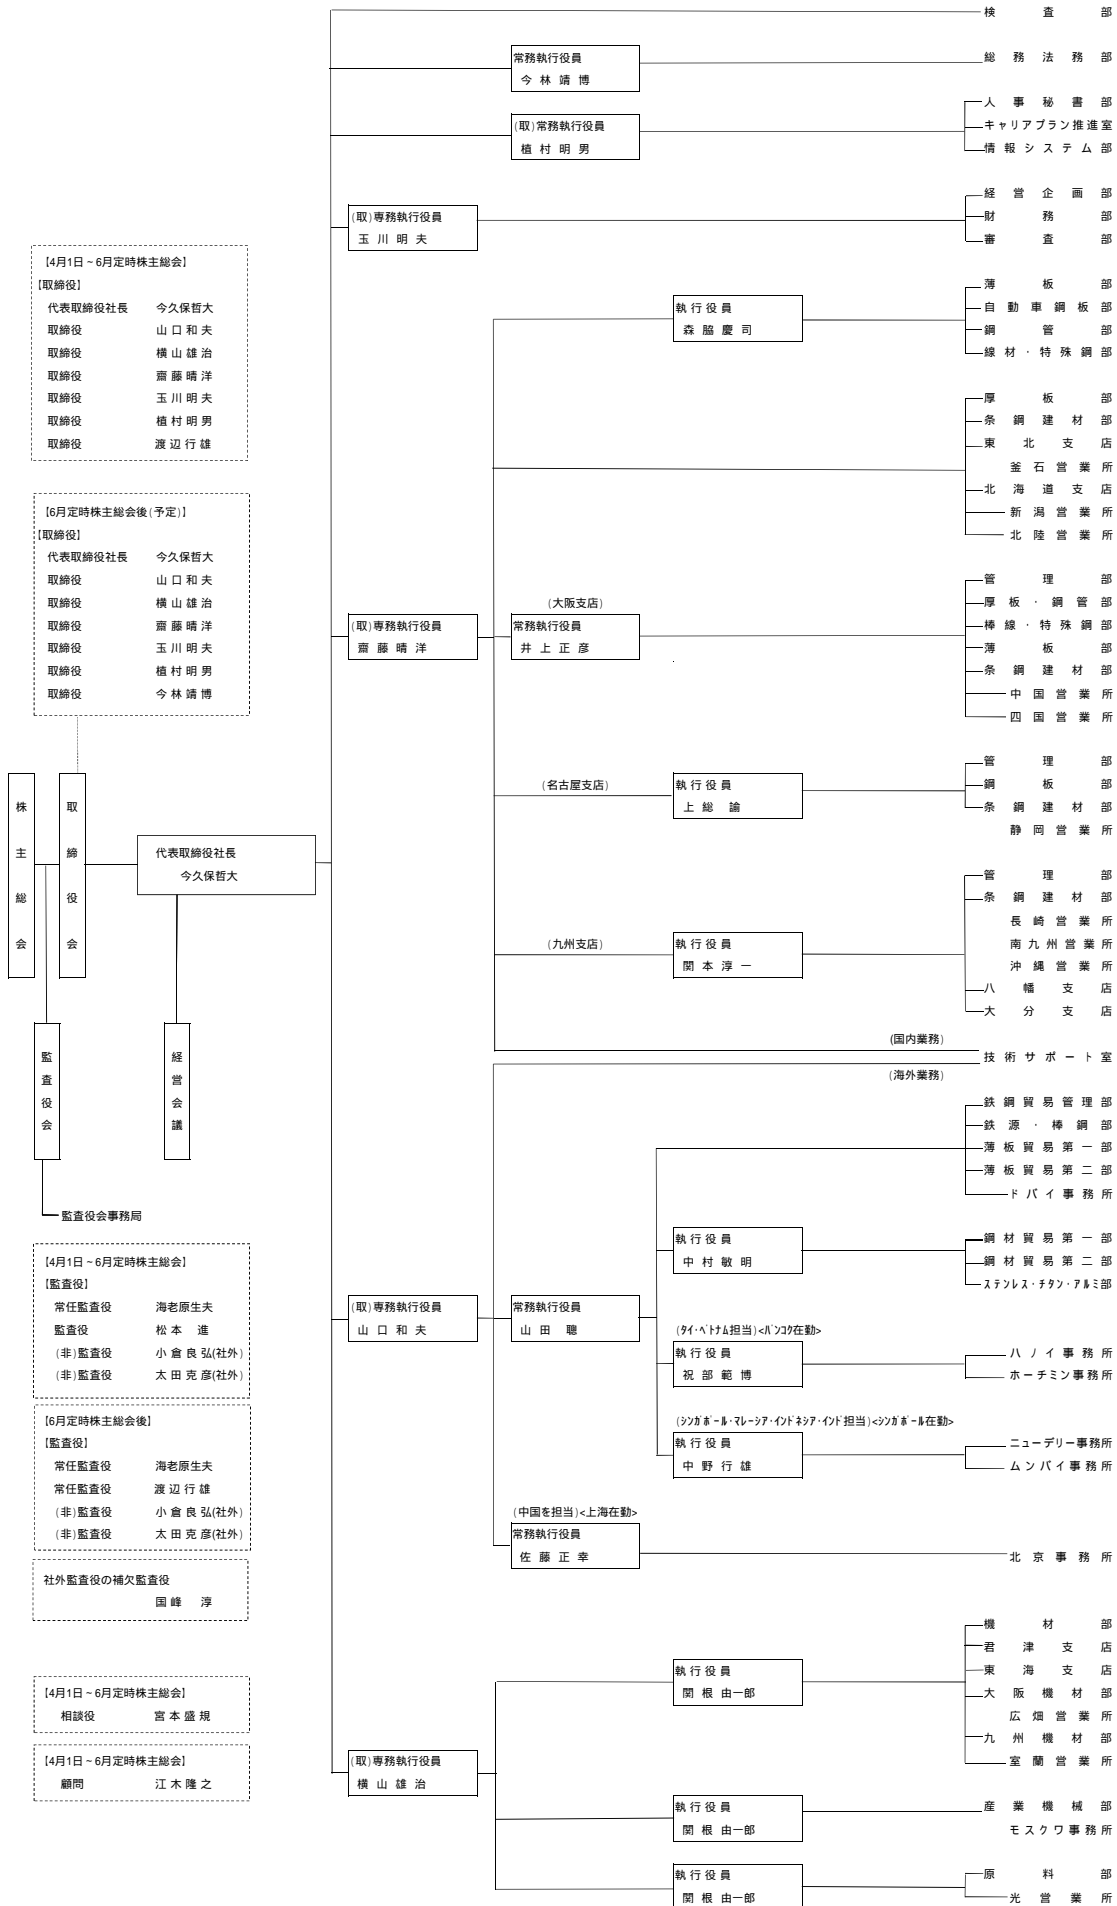 検査部
常務執行役員
今林靖博
総務法務部
(取)常務執行役員
植村明男
人事秘書部
キャリアプラン推進室
情報システム部
(取)専務執行役員
玉川明夫
経営企画部
財務部
審査部
【4月1日~6月定時株主総会】
【取締役】
代表取締役社長 今久保哲大
取締役 山口和夫
取締役 横山雄治
取締役 齋藤晴洋
取締役 玉川明夫
取締役 植村明男
取締役 渡辺行雄
【6月定時株主総会後(予定)】
【取締役】
代表取締役社長 今久保哲大
取締役 山口和夫
取締役 横山雄治
取締役 齋藤晴洋
取締役 玉川明夫
取締役 植村明男
取締役 今林靖博
株主総会
取締役会
代表取締役社長
今久保哲大
監査役会
経営会議
監査役会事務局
【4月1日~6月定時株主総会】
【監査役】
常任監査役 海老原生夫
監査役 松本 進
(非)監査役 小倉良弘(社外)
(非)監査役 太田克彦(社外)
【6月定時株主総会後】
【監査役】
常任監査役 海老原生夫
常任監査役 渡辺行雄
(非)監査役 小倉良弘(社外)
(非)監査役 太田克彦(社外)
社外監査役の補欠監査役
国峰 淳
【4月1日~6月定時株主総会】
相談役 宮本盛規
【4月1日~6月定時株主総会】
顧問 江木隆之
(取)専務執行役員
齋藤晴洋
執行役員
森脇慶司
薄板部
自動車鋼板部
鋼管部
線材・特殊鋼部
厚板部
条鋼建材部
東北支店
釜石営業所
北海道支店
新潟営業所
北陸営業所
(大阪支店)
常務執行役員
井上正彦
管理部
厚板・鋼管部
棒線・特殊鋼部
薄板部
条鋼建材部
中国営業所
四国営業所
(名古屋支店)
執行役員
上総 諭
管理部
鋼板部
条鋼建材部
静岡営業所
(九州支店)
執行役員
関本淳一
管理部
条鋼建材部
長崎営業所
南九州営業所
沖縄営業所
八幡支店
大分支店
(国内業務)
技術サポート室
(海外業務)
(取)専務執行役員
山口和夫
常務執行役員
山田 聰
鉄鋼貿易管理部
鉄源・棒鋼部
薄板貿易第一部
薄板貿易第二部
ドバイ事務所
執行役員
中村敏明
鋼材貿易第一部
鋼材貿易第二部
ステンレス・チタン・アルミ部
(タイ・ベトナム担当)<バンコク在勤>
執行役員
祝部範博
ハノイ事務所
ホーチミン事務所
(シンガポール・マレーシア・インドネシア・インド担当)<シンガポール在勤>
執行役員
中野行雄
ニューデリー事務所
ムンバイ事務所
(中国を担当)<上海在勤>
常務執行役員
佐藤正幸
北京事務所
(取)専務執行役員
横山雄治
執行役員
関根由一郎
機材部
君津支店
東海支店
大阪機材部
広畑営業所
九州機材部
室蘭営業所
執行役員
関根由一郎
産業機械部
モスクワ事務所
執行役員
関根由一郎
原料部
光営業所